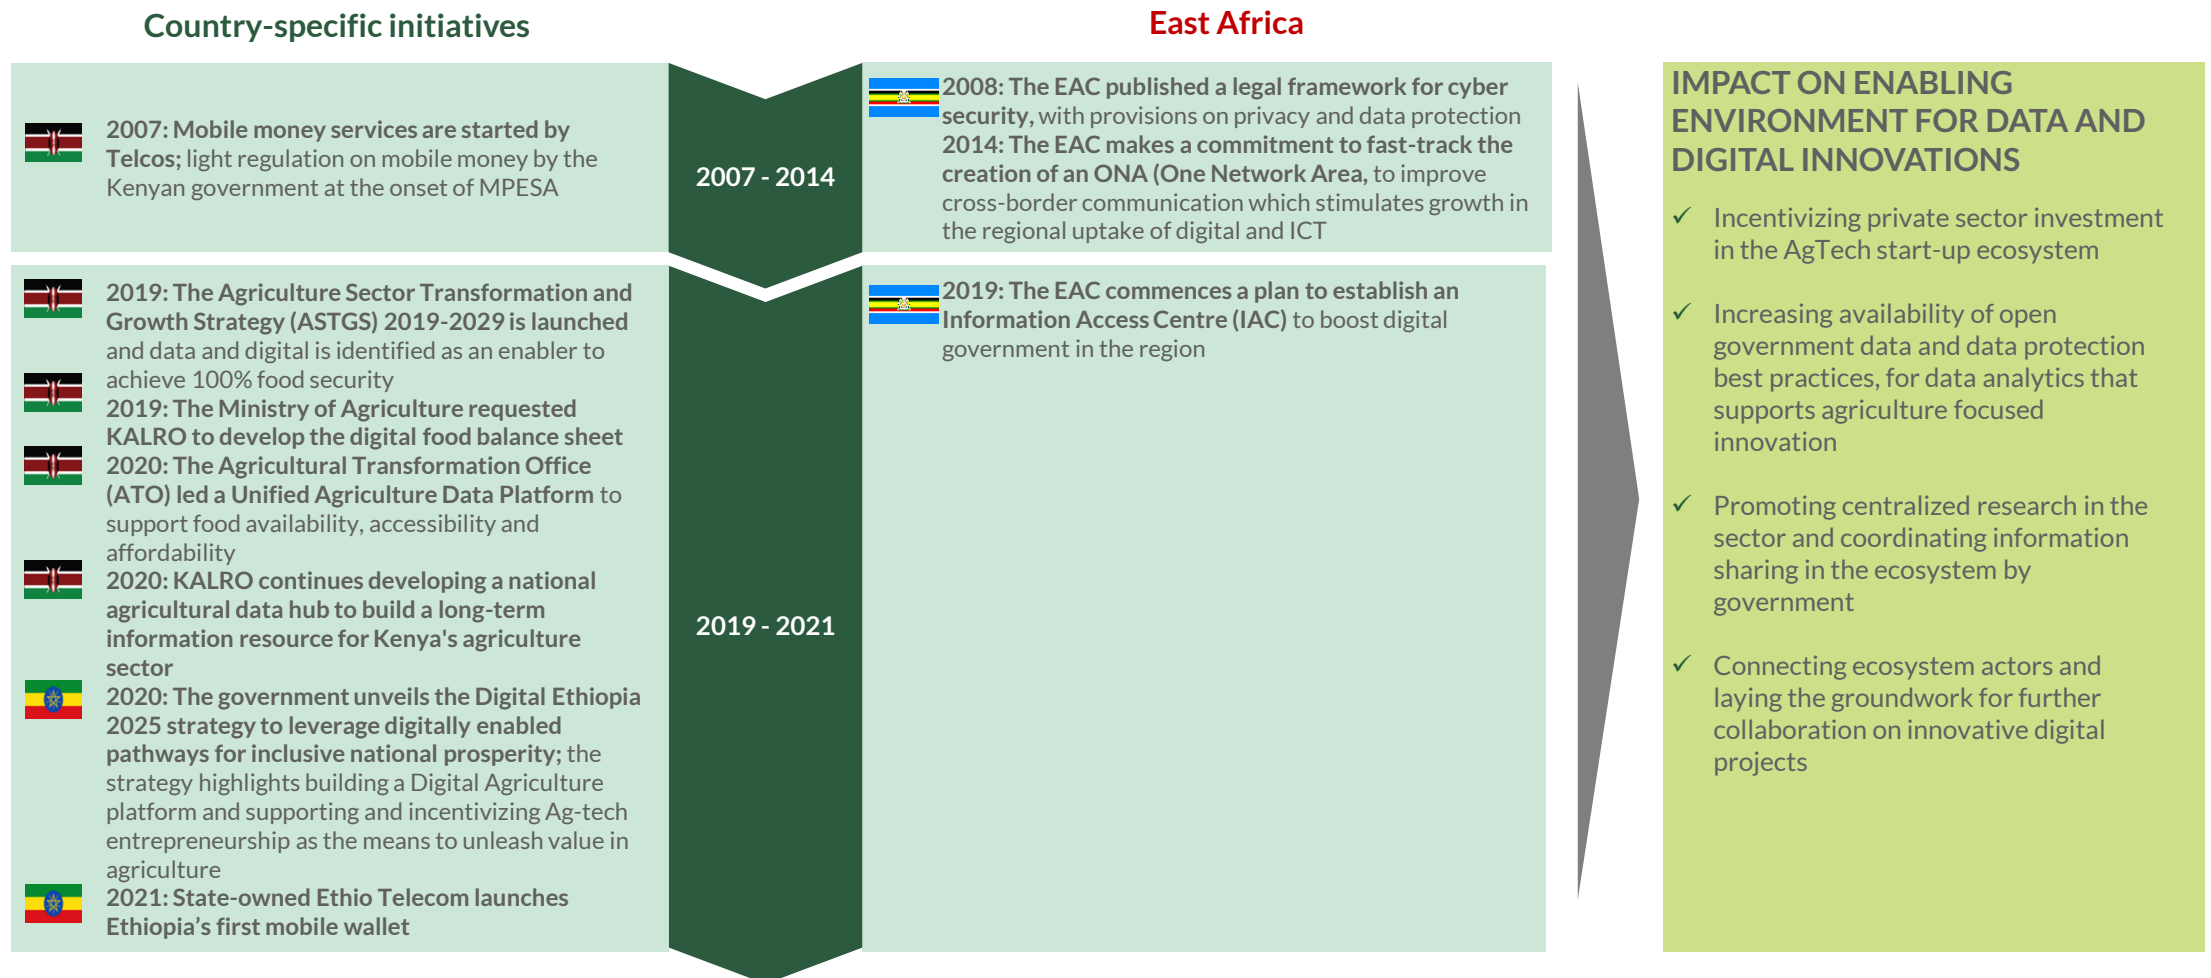 Country-specific initiatives
East Africa
2007: Mobile money services are started by
Telcos; light regulation on mobile money by the
Kenyan government at the onset of MPESA
2007 - 2014
2008: The EAC published a legal framework for cyber
security, with provisions on privacy and data protection
2014: The EAC makes a commitment to fast-track the
creation of an ONA (One Network Area, to improve
cross-border communication which stimulates growth in
the regional uptake of digital and ICT
2019: The Agriculture Sector Transformation and
Growth Strategy (ASTGS) 2019-2029 is launched
and data and digital is identified as an enabler to
achieve 100% food security
2019: The Ministry of Agriculture requested
KALRO to develop the digital food balance sheet
2020: The Agricultural Transformation Office
(ATO) led a Unified Agriculture Data Platform to
support food availability, accessibility and
affordability
2020: KALRO continues developing a national
agricultural data hub to build a long-term
information resource for Kenya's agriculture
sector
2020: The government unveils the Digital Ethiopia
2025 strategy to leverage digitally enabled
pathways for inclusive national prosperity; the
strategy highlights building a Digital Agriculture
platform and supporting and incentivizing Ag-tech
entrepreneurship as the means to unleash value in
agriculture
2021: State-owned Ethio Telecom launches
Ethiopia’s first mobile wallet
2019 - 2021
2019: The EAC commences a plan to establish an
Information Access Centre (IAC) to boost digital
government in the region
IMPACT ON ENABLING
ENVIRONMENT FOR DATA AND
DIGITAL INNOVATIONS
✓ Incentivizing private sector investment
in the AgTech start-up ecosystem
✓ Increasing availability of open
government data and data protection
best practices, for data analytics that
supports agriculture focused
innovation
✓ Promoting centralized research in the
sector and coordinating information
sharing in the ecosystem by
government
✓ Connecting ecosystem actors and
laying the groundwork for further
collaboration on innovative digital
projects